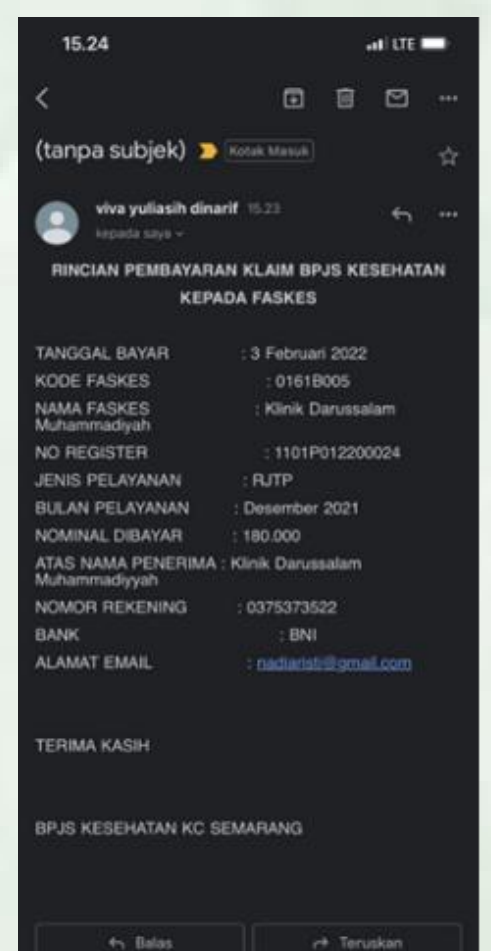 15.24
LTE
(tanpa subjek) Kotak Masuk
viva yuliasih dinarif 15.23
kepada saya
RINCIAN PEMBAYARAN KLAIM BPJS KESEHATAN
KEPADA FASKES
TANGGAL BAYAR : 3 Februari 2022
KODE FASKES : 0161B005
NAMA FASKES : Klinik Darussalam
Muhammadiyah
NO REGISTER : 1101P012200024
JENIS PELAYANAN : RJTP
BULAN PELAYANAN : Desember 2021
NOMINAL DIBAYAR : 180.000
ATAS NAMA PENERIMA : Klinik Darussalam
Muhammadiyyah
NOMOR REKENING : 0375373522
BANK : BNI
ALAMAT EMAIL : nadiaristi@gmail.com
TERIMA KASIH
BPJS KESEHATAN KC SEMARANG
Balas Teruskan